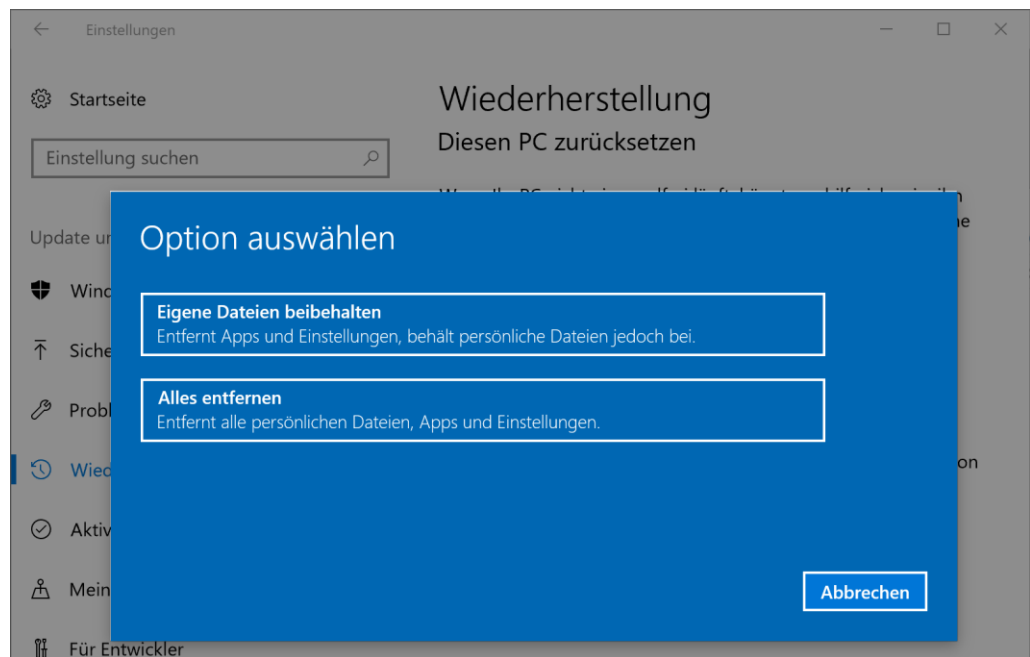 Einstellungen
Startseite
Wiederherstellung
Diesen PC zurücksetzen
Einstellung suchen
Update
Option auswählen
Eigene Dateien beibehalten
Entfernt Apps und Einstellungen, behält persönliche Dateien jedoch bei.
Alles entfernen
Entfernt alle persönlichen Dateien, Apps und Einstellungen.
Abbrechen
Für Entwickler